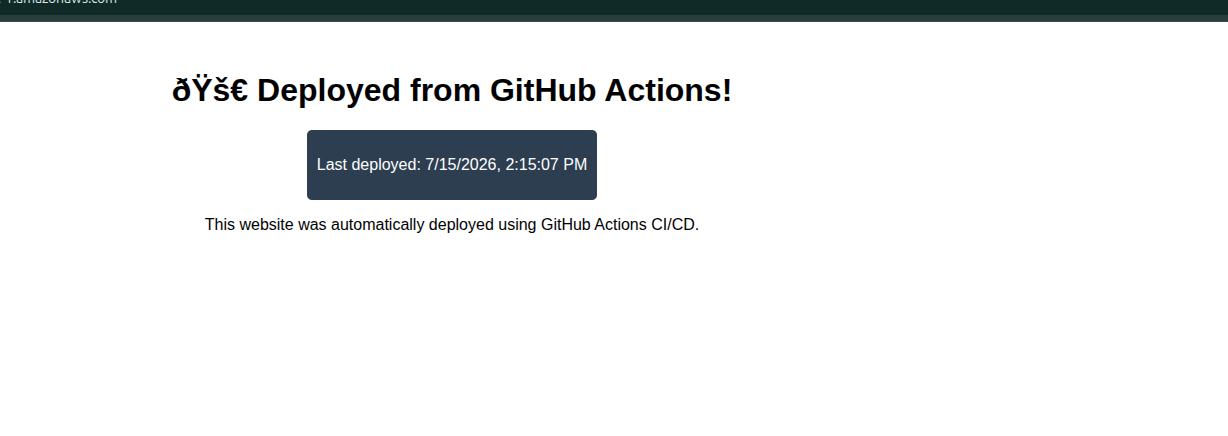 ðŸš€ Deployed from GitHub Actions!
Last deployed: 7/15/2026, 2:15:07 PM
This website was automatically deployed using GitHub Actions CI/CD.